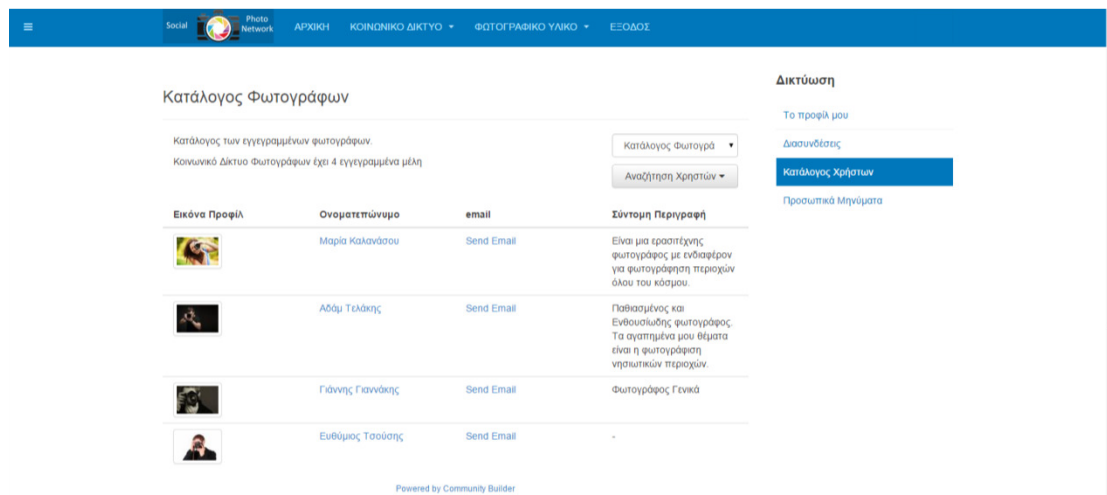 Social Photo Network ΑΡΧΙΚΗ ΚΟΙΝΩΝΙΚΟ ΔΙΚΤΥΟ ΦΩΤΟΓΡΑΦΙΚΟ ΥΛΙΚΟ ΕΞΟΔΟΣ
Κατάλογος Φωτογράφων
Κατάλογος των εγγεγραμμένων φωτογράφων.
Κοινωνικό Δίκτυο Φωτογράφων έχει 4 εγγεγραμμένα μέλη
Κατάλογος Φωτογρά
Αναζήτηση Χρηστών
Εικόνα Προφίλ Ονοματεπώνυμο email Σύντομη Περιγραφή
Μαρία Καλανάσου Send Email Είναι μια ερασιτέχνης
φωτογράφος με ενδιαφέρον
για φωτογράφηση περιοχών
όλου του κόσμου.
Αδάμ Τελάκης Send Email Παθιασμένος και
Ενθουσίωδης φωτογράφος.
Τα αγαπημένα μου θέματα
είναι η φωτογράφιση
νησιωτικών περιοχών.
Γιάννης Γιαννάκης Send Email Φωτογράφος Γενικά
Ευθύμιος Τσούσης Send Email -
Powered by Community Builder
Δικτύωση
Το προφίλ μου
Διασυνδέσεις
Κατάλογος Χρήστων
Προσωπικά Μηνύματα